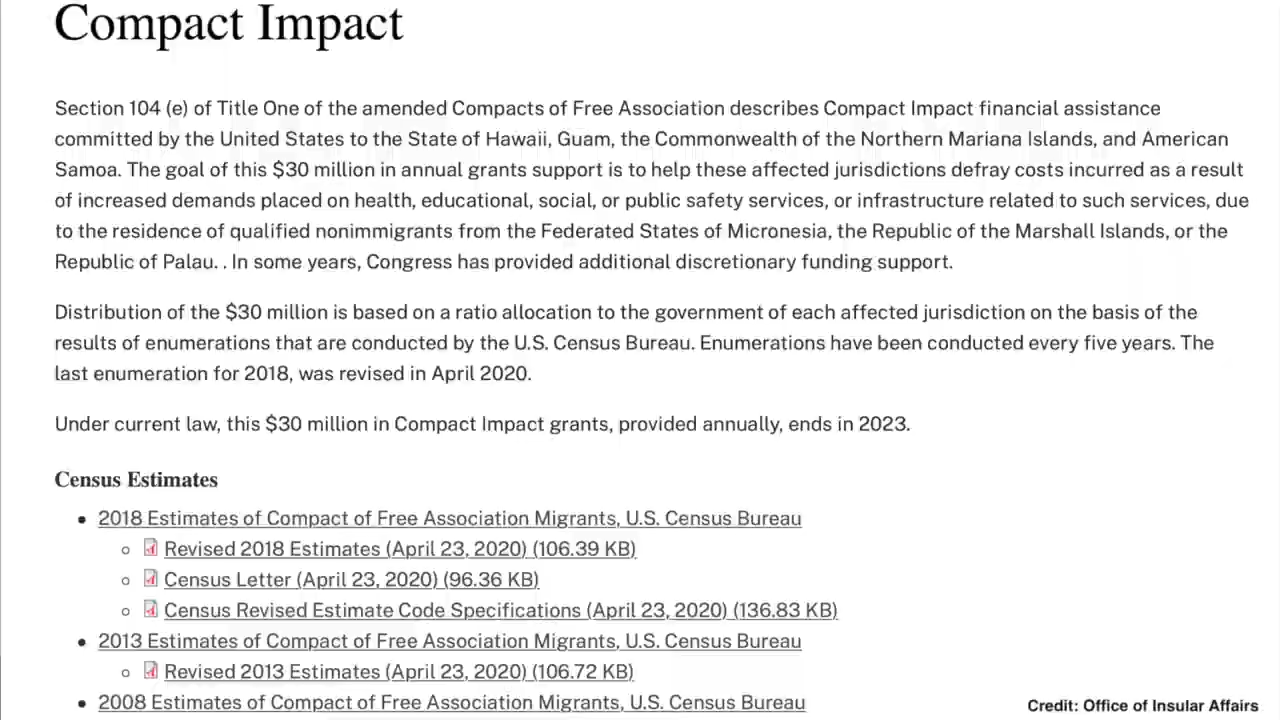 Compact Impact
Section 104 (e) of Title One of the amended Compacts of Free Association describes Compact Impact financial assistance
committed by the United States to the State of Hawaii, Guam, the Commonwealth of the Northern Mariana Islands, and American
Samoa. The goal of this $30 million in annual grants support is to help these affected jurisdictions defray costs incurred as a result
of increased demands placed on health, educational, social, or public safety services, or infrastructure related to such services, due
to the residence of qualified nonimmigrants from the Federated States of Micronesia, the Republic of the Marshall Islands, or the
Republic of Palau. . In some years, Congress has provided additional discretionary funding support.
Distribution of the $30 million is based on a ratio allocation to the government of each affected jurisdiction on the basis of the
results of enumerations that are conducted by the U.S. Census Bureau. Enumerations have been conducted every five years. The
last enumeration for 2018, was revised in April 2020.
Under current law, this $30 million in Compact Impact grants, provided annually, ends in 2023.
Census Estimates
• 2018 Estimates of Compact of Free Association Migrants, U.S. Census Bureau
○ Revised 2018 Estimates (April 23, 2020) (106.39 KB)
○ Census Letter (April 23, 2020) (96.36 KB)
○ Census Revised Estimate Code Specifications (April 23, 2020) (136.83 KB)
• 2013 Estimates of Compact of Free Association Migrants, U.S. Census Bureau
○ Revised 2013 Estimates (April 23, 2020) (106.72 KB)
• 2008 Estimates of Compact of Free Association Migrants, U.S. Census Bureau
Credit: Office of Insular Affairs